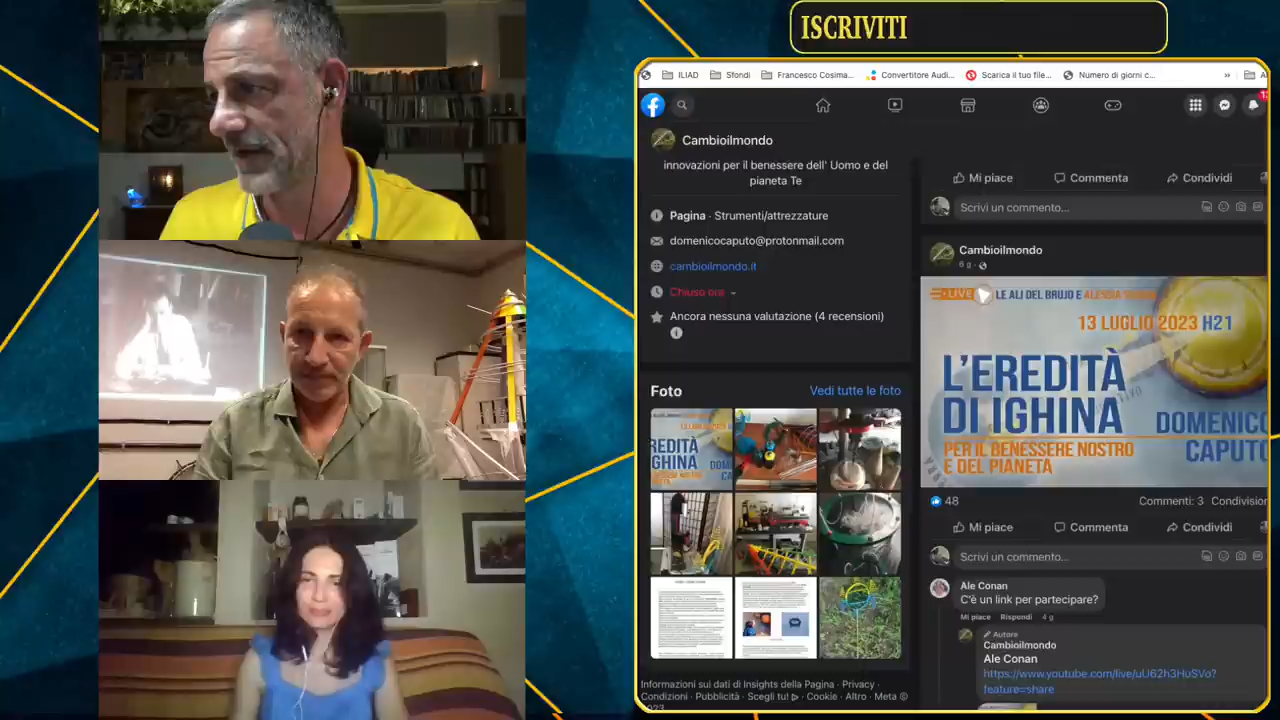 ISCRIVITI
ILIAD
Sfondi
Francesco Cosima...
Convertitore Audi...
Scarica il tuo file...
Numero di giorni c...
»
Cambioilmondo
innovazioni per il benessere dell' Uomo e del
pianeta Te
Pagina · Strumenti/attrezzature
domenicocaputo@protonmail.com
cambioilmondo.it
Chiuso ora
Ancora nessuna valutazione (4 recensioni)
Foto
Vedi tutte le foto
Informazioni sui dati di Insights della Pagina · Privacy ·
Condizioni · Pubblicità · Scegli tu! · Cookie · Altro · Meta ©
2023
Mi piace
Commenta
Condividi
Scrivi un commento...
Cambioilmondo
6 g ·
LIVE
LE ALI DEL BRUJO E
13 LUGLIO 2023 H21
L'EREDITÀ
DI IGHINA
DOMENICO
CAPUTO
PER IL BENESSERE NOSTRO
E DEL PIANETA
48
Commenti: 3 Condivisior
Mi piace
Commenta
Condividi
Scrivi un commento...
Ale Conan
C'è un link per partecipare?
Mi piace Rispondi 4 g
Autore
Cambioilmondo
Ale Conan
https://www.youtube.com/live/uU62h3HuSVo?
feature=share